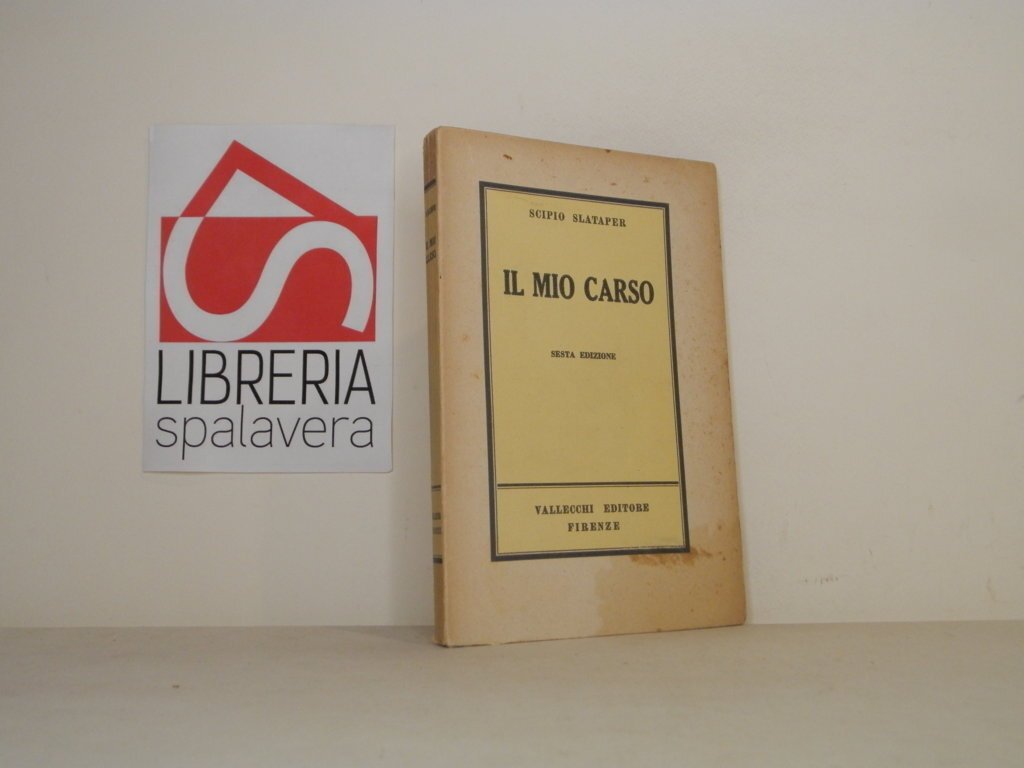 LIBRERIA
spalavera
SCIPIO SLATAPER
IL MIO CARSO
SESTA EDIZIONE
VALLECCHI EDITORE
FIRENZE